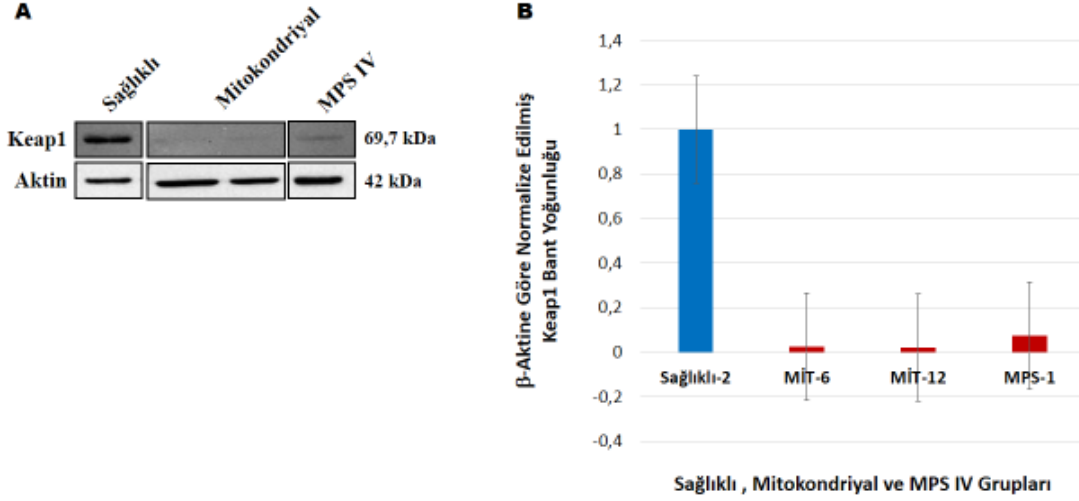 A
Sağlıklı
Mitokondriyal
MPS IV
Keap1
69,7 kDa
Aktin
42 kDa
B
β-Aktine Göre Normalize Edilmiş
Keap1 Bant Yoğunluğu
1,4
1,2
1
0,8
0,6
0,4
0,2
0
-0,2
-0,4
Sağlıklı-2
MİT-6
MİT-12
MPS-1
Sağlıklı , Mitokondriyal ve MPS IV Grupları